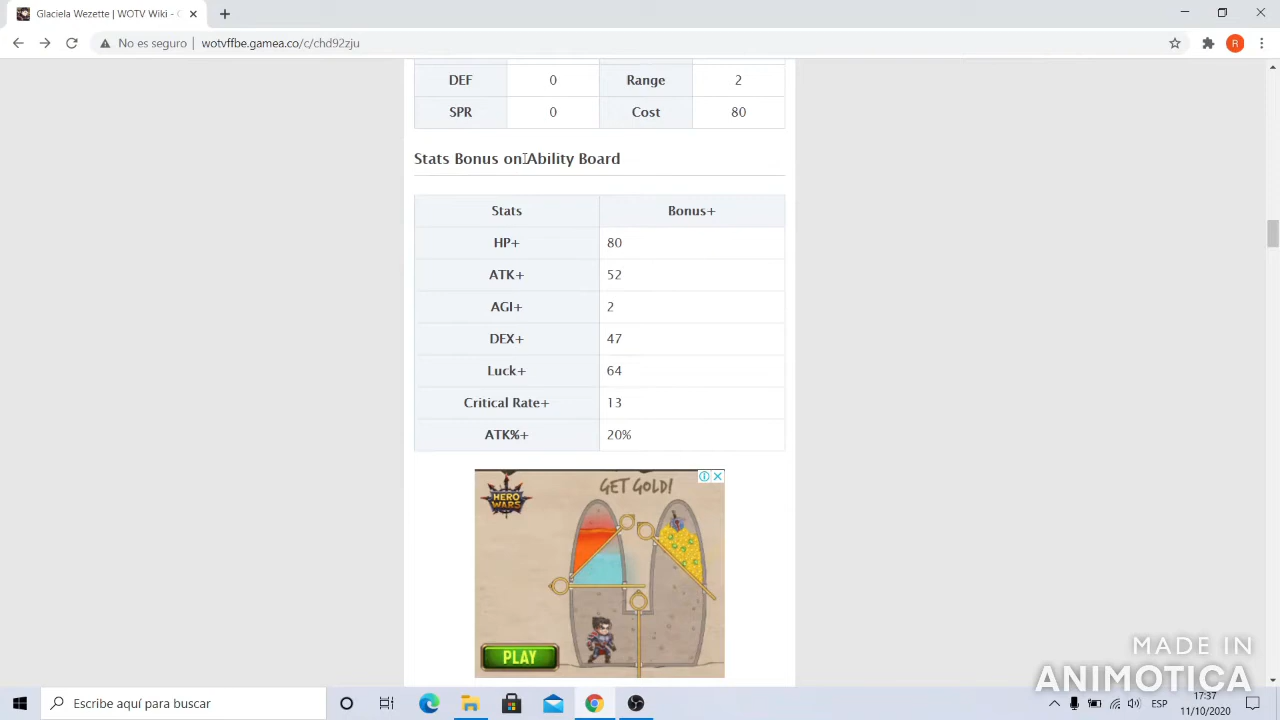 Glaciela Wezette | WOTV Wiki - 
No es seguro | wotvffbe.gamea.co/c/chd92zju
R
DEF 0 Range 2
SPR 0 Cost 80
Stats Bonus on Ability Board
Stats Bonus+
HP+ 80
ATK+ 52
AGI+ 2
DEX+ 47
Luck+ 64
Critical Rate+ 13
ATK%+ 20%
HERO WARS
GET GOLD!
PLAY
MADE IN
ANIMOTICA
Escribe aquí para buscar
ESP
17:37
11/10/2020